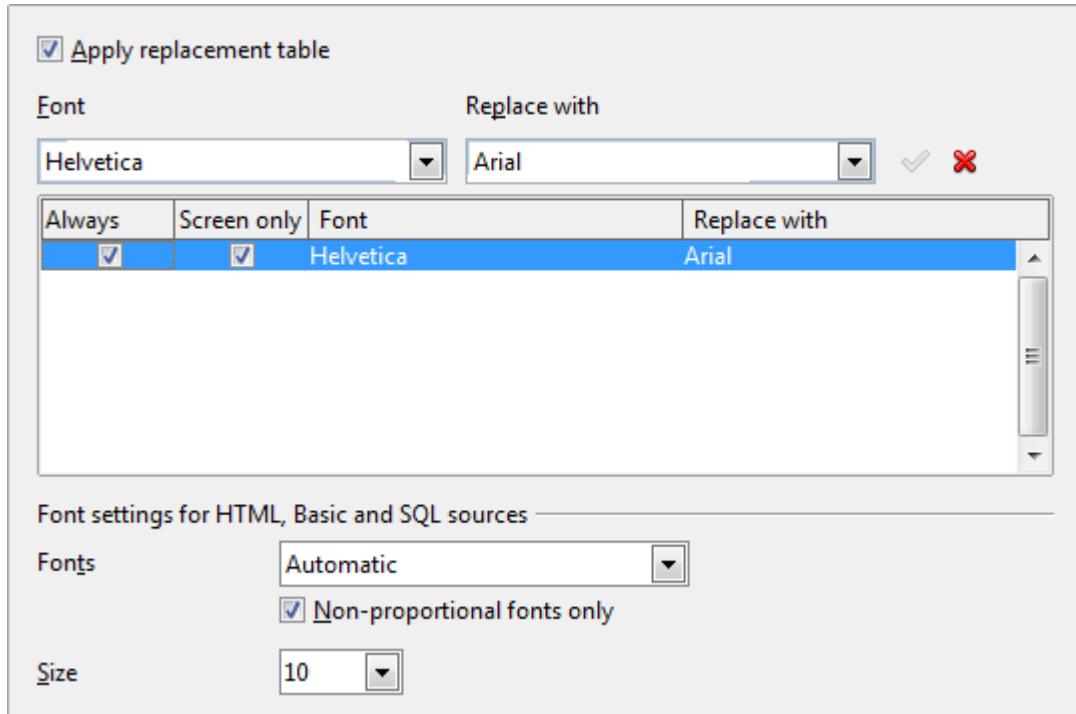 Apply replacement table
Font Replace with
Helvetica Arial
Always Screen only Font Replace with
Helvetica Arial
Font settings for HTML, Basic and SQL sources
Fonts Automatic
Non-proportional fonts only
Size 10